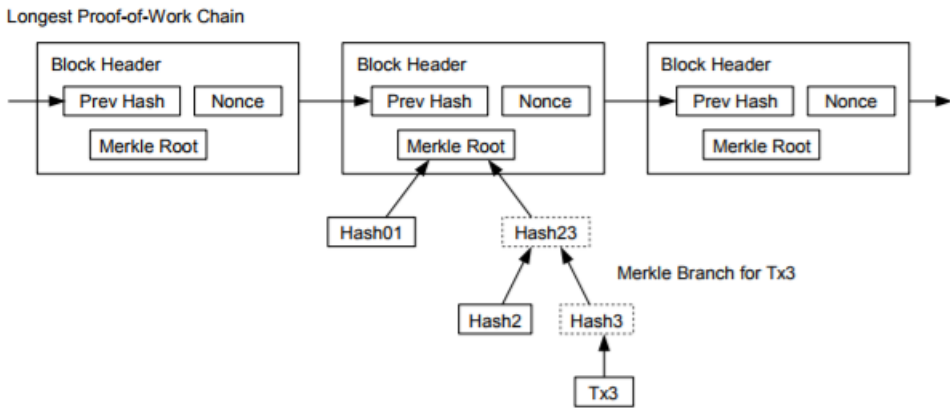 Longest Proof-of-Work Chain
Block Header
Prev Hash
Nonce
Merkle Root
Block Header
Prev Hash
Nonce
Merkle Root
Block Header
Prev Hash
Nonce
Merkle Root
Hash01
Hash23
Merkle Branch for Tx3
Hash2
Hash3
Tx3